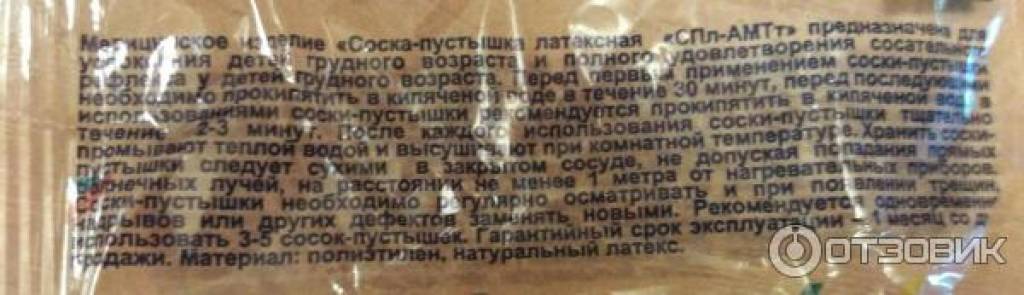 Медицинское изделие «Соска-пустышка латексная «СПл-АМТт» предназначена для
успокоения детей грудного возраста и полного удовлетворения сосательного
рефлекса у детей грудного возраста. Перед первым применением соски-пустышки
необходимо прокипятить в кипяченой воде в течение 30 минут, перед последующими
использованиями соски-пустышки рекомендуется прокипятить в кипяченой воде в
течение 2-3 минут. После каждого использования соски-пустышки тщательно
промывают теплой водой и высушивают при комнатной температуре. Хранить соски-
пустышки следует сухими в закрытом сосуде, не допуская попадания прямых
солнечных лучей, на расстоянии не менее 1 метра от нагревательных приборов.
соски-пустышки необходимо регулярно осматривать и при появлении трещин,
надрывов или других дефектов заменять новыми. Рекомендуется одновременно
использовать 3-5 сосок-пустышек. Гарантийный срок эксплуатации - 1 месяц со д
продажи. Материал: полиэтилен, натуральный латекс.
ОТЗОВИК